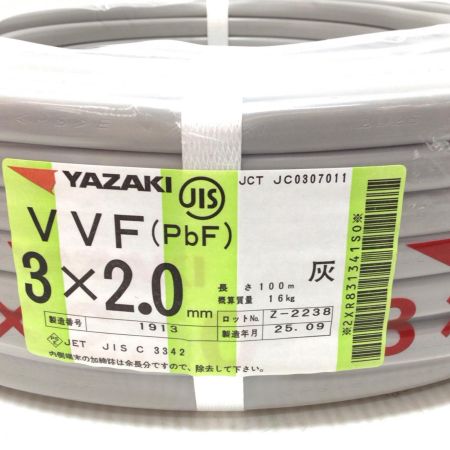 YAZAKI JIS JCT JC0307011
VVF(PbF)
3×2.0mm
灰
長さ 100m
概算質量 16kg
ロットNo. Z-2238
製造番号 1913
製造年月 25.09
JET JIS C 3342
内側端末の加締誌は余長分ですので、除去して下さい。
※2XR831341S0※